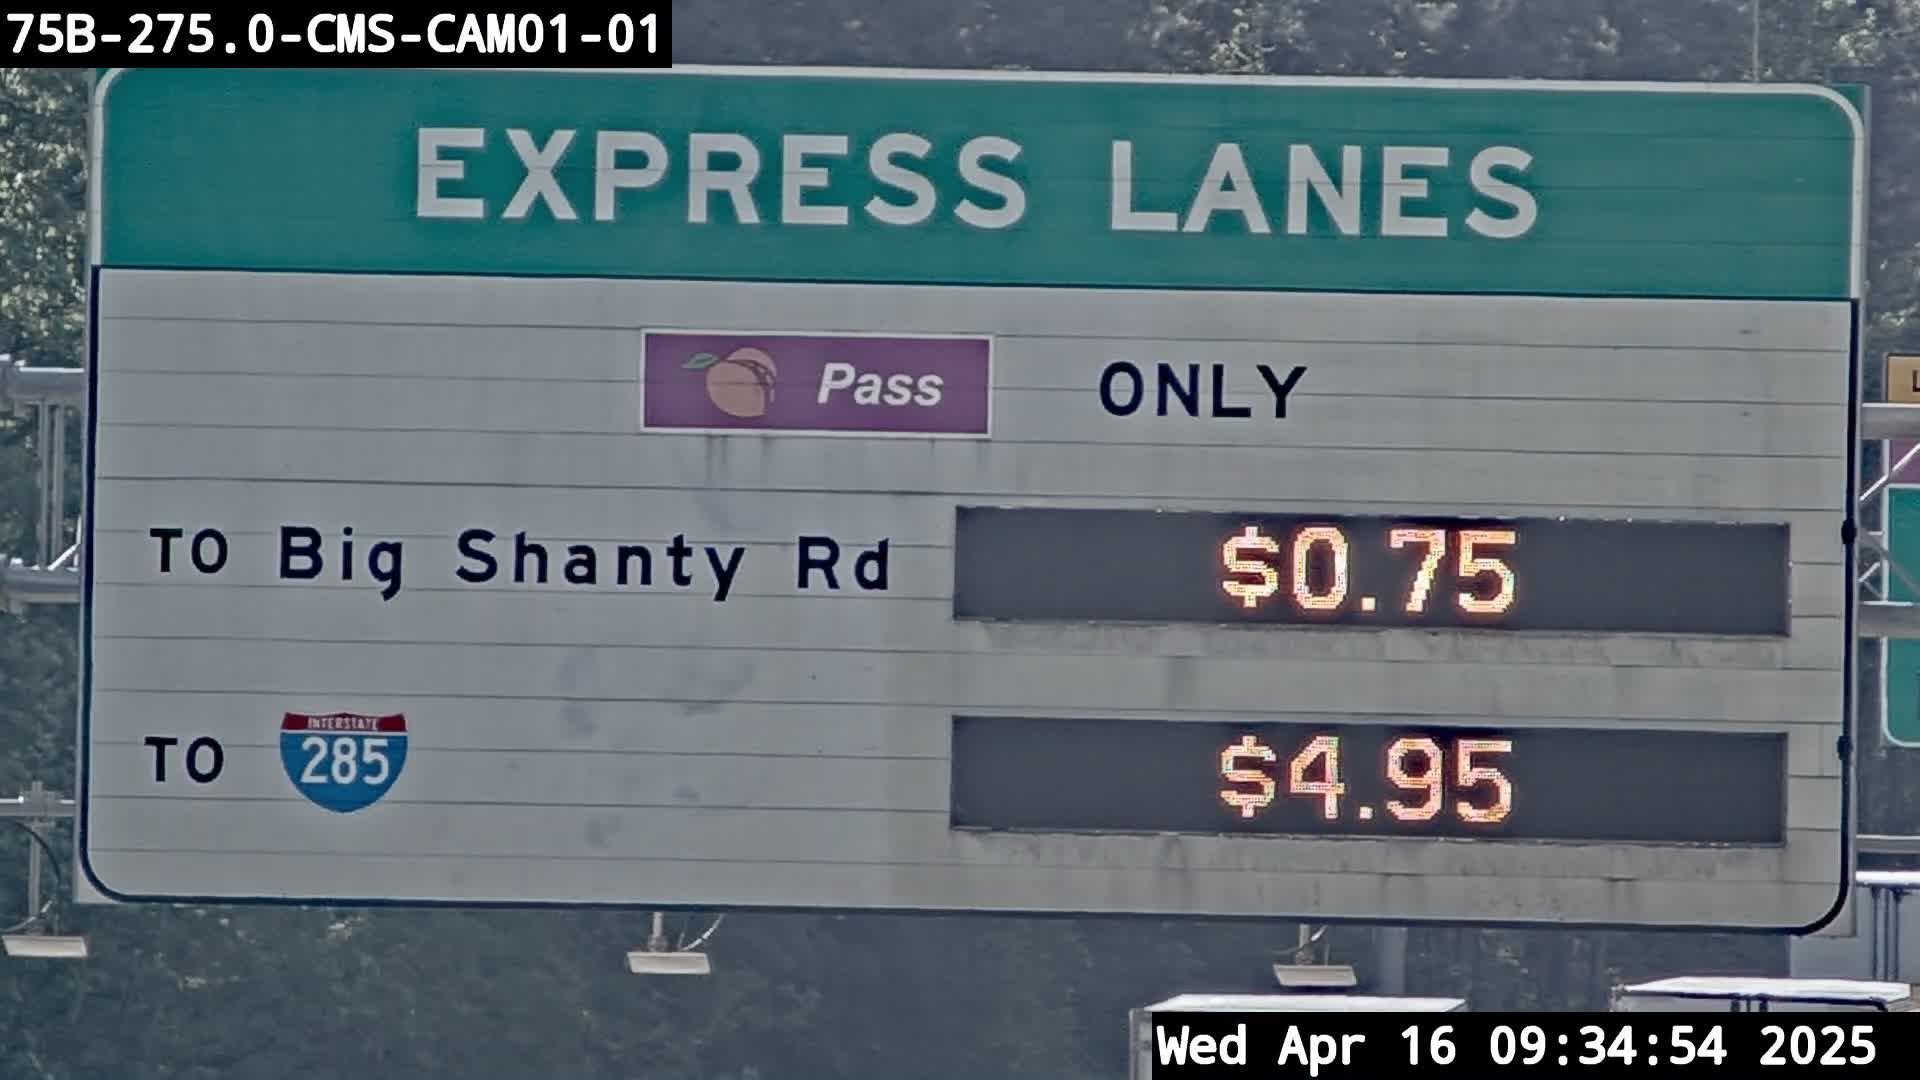 75B-275.0-CMS-CAM01-01
EXPRESS LANES
Pass ONLY
TO Big Shanty Rd $0.75
TO INTERSTATE 285 $4.95
Wed Apr 16 09:34:54 2025